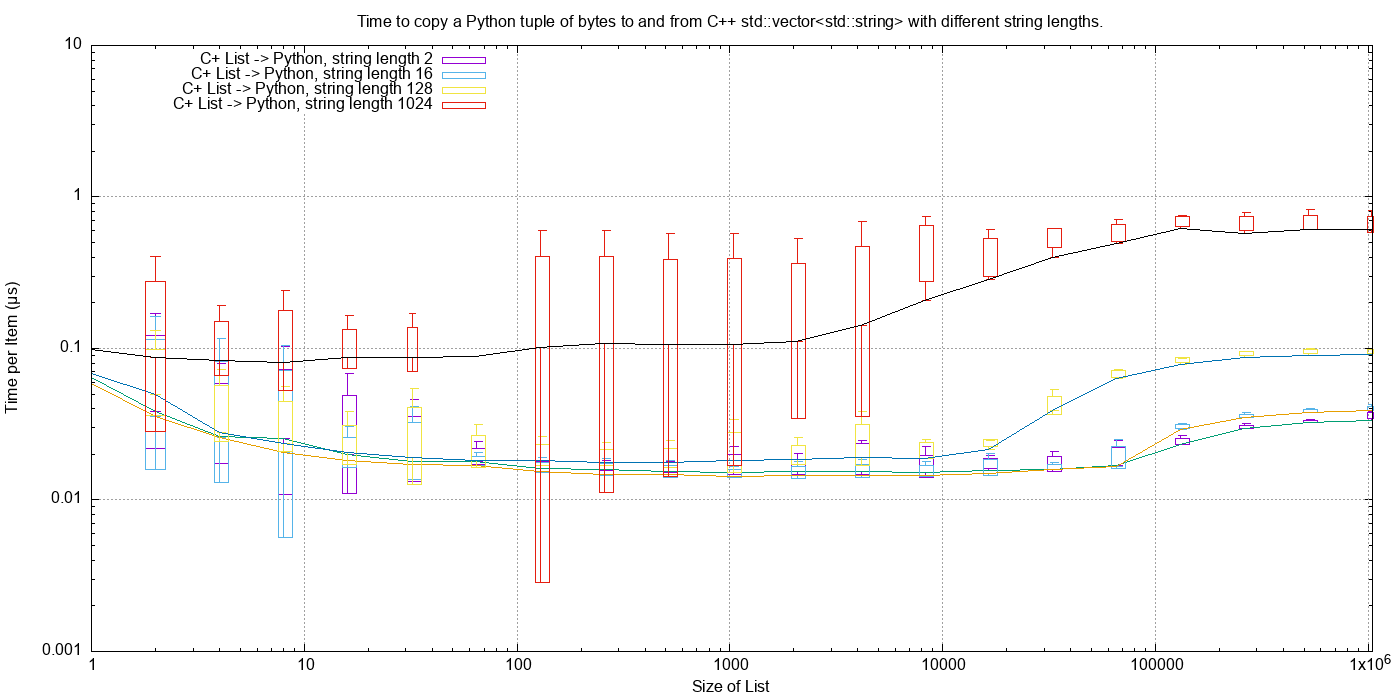 Time to copy a Python tuple of bytes to and from C++ std::vector<std::string> with different string lengths.
10
1
0.1
0.01
0.001
Time per Item (µs)
C+ List -> Python, string length 2
C+ List -> Python, string length 16
C+ List -> Python, string length 128
C+ List -> Python, string length 1024
1 10 100 1000 10000 100000 1x10⁶
Size of List